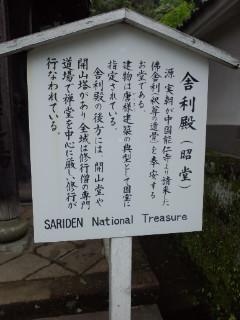 舎利殿（昭堂）
源実朝が中国能仁寺より請来した
佛舎利（釈尊の遺骨）を奉安する
お堂である。
建物は唐様建築の典型として国宝に
指定されている。
舎利殿の後方には、開山堂や
開山塔があり全域は修行僧の専門
道場で禅堂を中心に厳しい修行が
行なわれている。
SARIDEN National Treasure